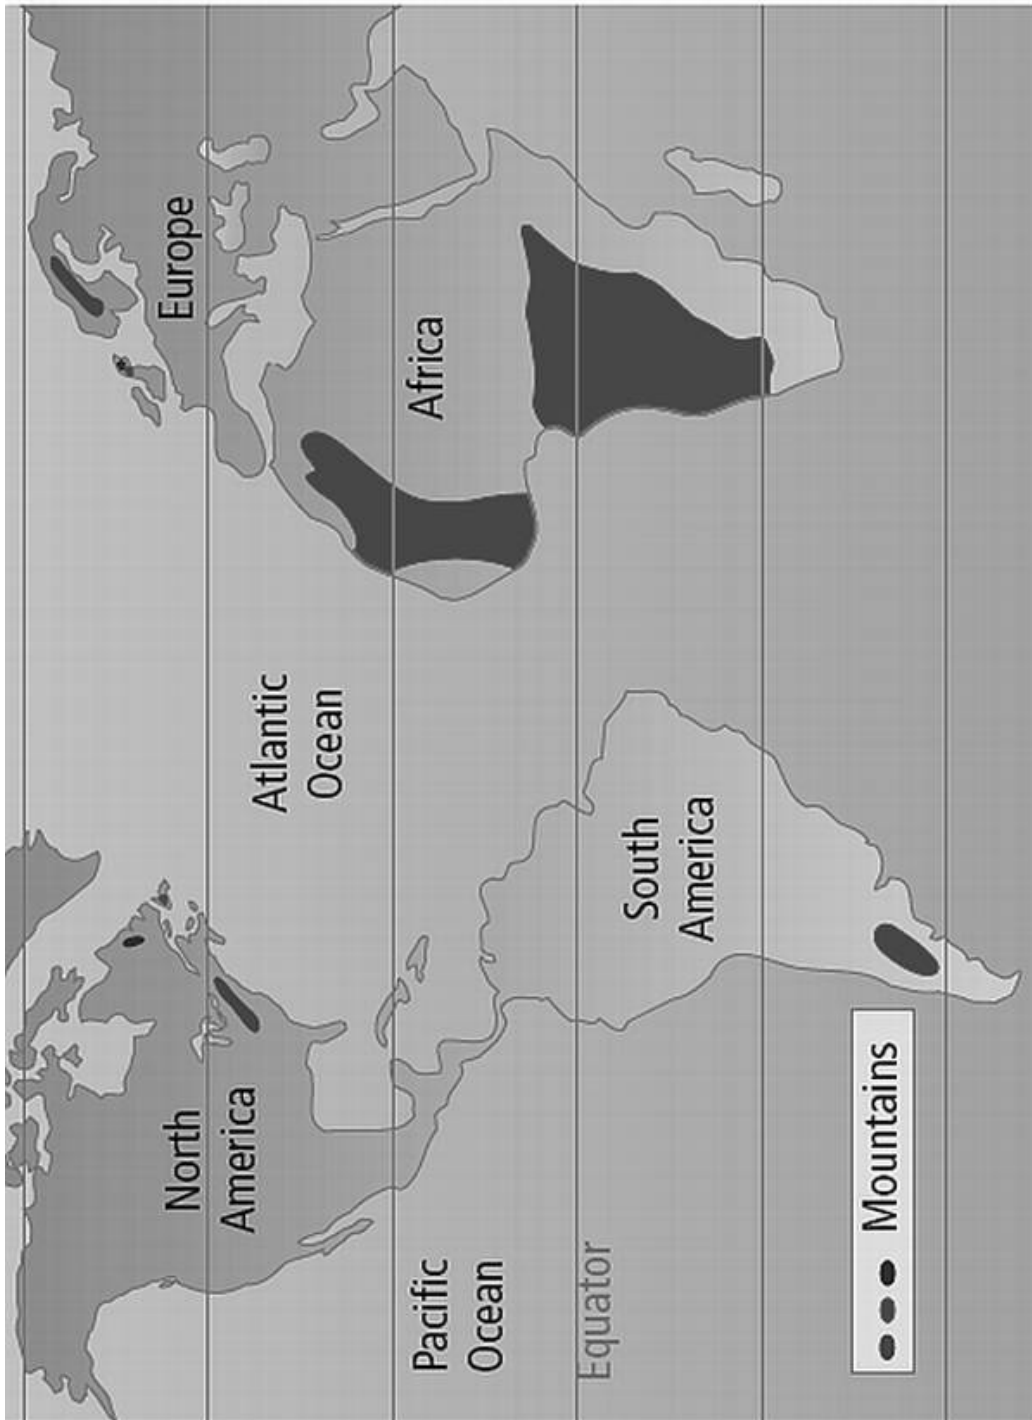 North
America
Europe
Atlantic
Ocean
Africa
Pacific
Ocean
South
America
Equator
Mountains